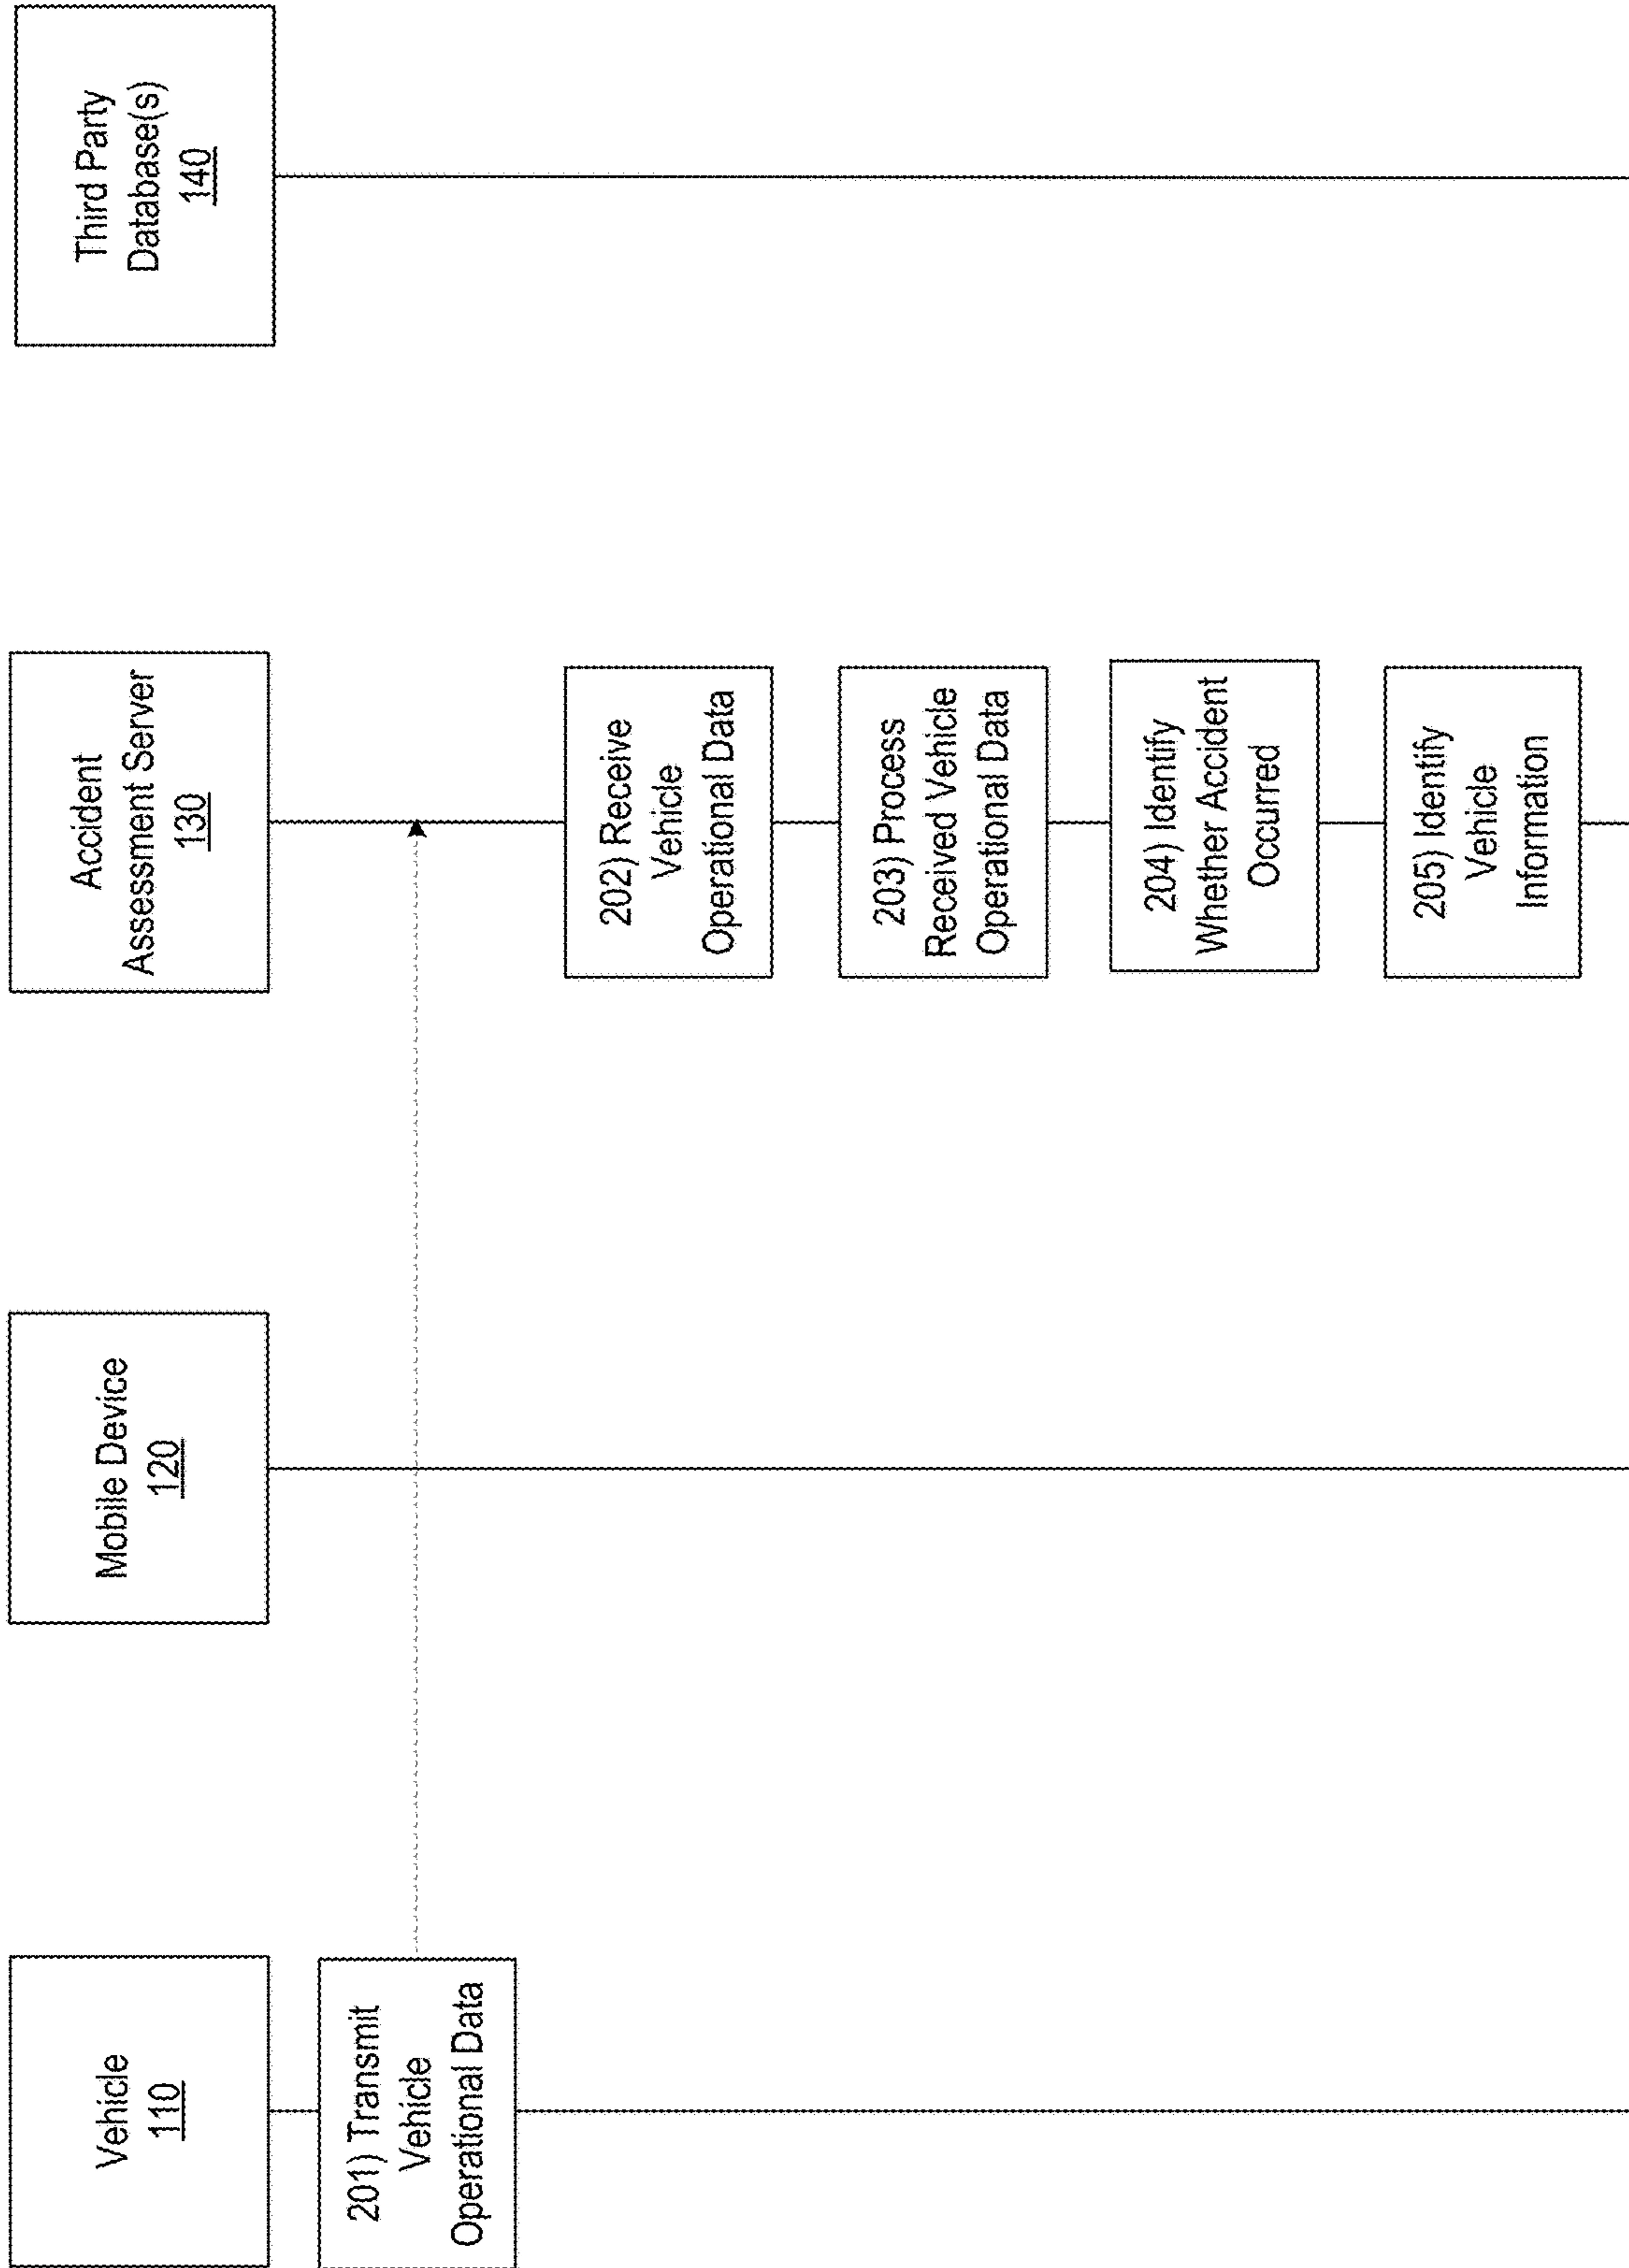 Vehicle
110
Mobile Device
120
Accident
Assessment Server
130
Third Party
Database(s)
140
201) Transmit
Vehicle
Operational Data
202) Receive
Vehicle
Operational Data
203) Process
Received Vehicle
Operational Data
204) Identify
Whether Accident
Occurred
205) Identify
Vehicle
Information